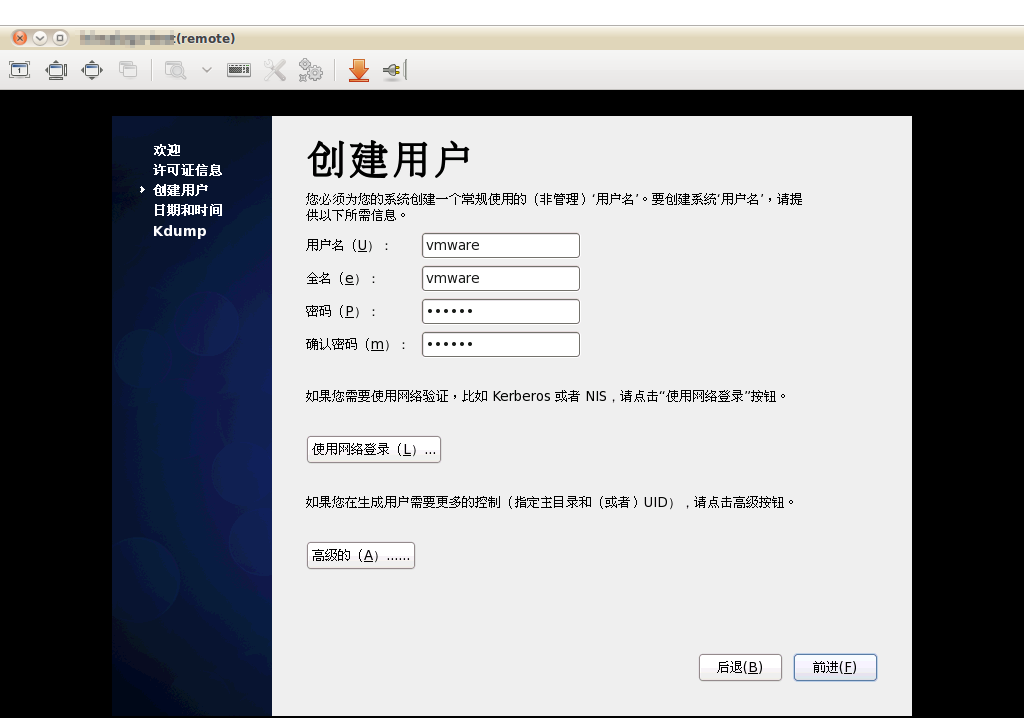 (remote)
欢迎
许可证信息
创建用户
日期和时间
Kdump
创建用户
您必须为您的系统创建一个常规使用的（非管理）‘用户名’。要创建系统‘用户名’，请提
供以下所需信息。
用户名（U）：
vmware
全名（e）：
vmware
密码（P）：
••••••
确认密码（m）：
••••••
如果您需要使用网络验证，比如 Kerberos 或者 NIS，请点击“使用网络登录”按钮。
使用网络登录（L）...
如果您在生成用户需要更多的控制（指定主目录和（或者）UID），请点击高级按钮。
高级的（A）......
后退(B)
前进(F)